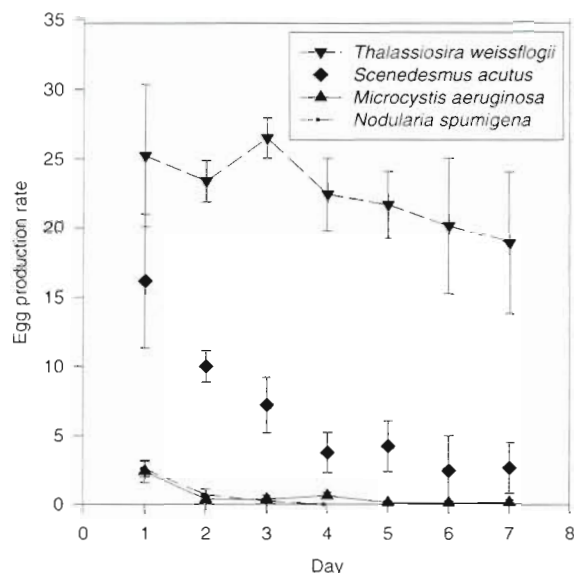 35
30
25
20
15
10
5
0
Egg production rate
Thalassiosira weissflogii
Scenedesmus acutus
Microcystis aeruginosa
Nodularia spumigena
0 1 2 3 4 5 6 7 8
Day